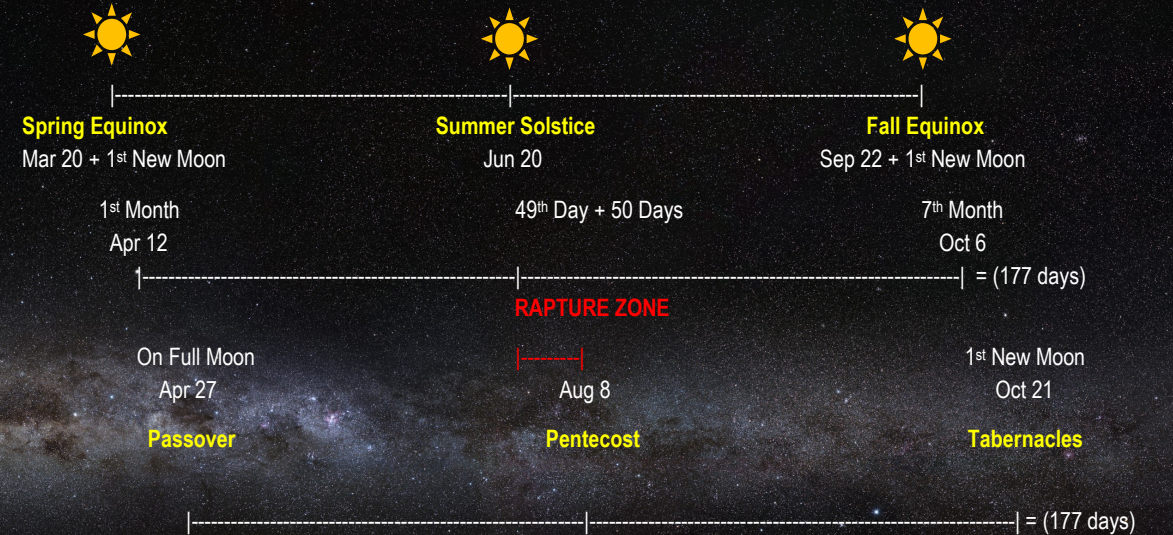 Spring Equinox Summer Solstice Fall Equinox
Mar 20 + 1st New Moon Jun 20 Sep 22 + 1st New Moon
1st Month 49th Day + 50 Days 7th Month
Apr 12 Oct 6
= (177 days)
RAPTURE ZONE
On Full Moon 1st New Moon
Apr 27 Aug 8 Oct 21
Passover Pentecost Tabernacles
= (177 days)